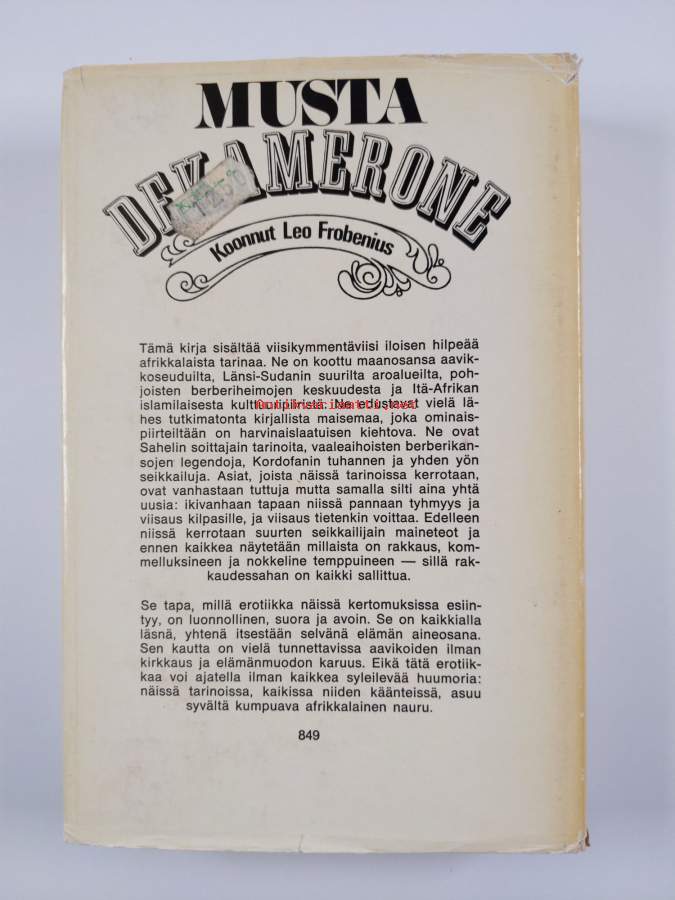 MUSTA
DEKAMERONE
1250
Koonnut Leo Frobenius
Tämä kirja sisältää viisikymmentäviisi iloisen hilpeää
afrikkalaista tarinaa. Ne on koottu maanosansa aavik-
koseuduilta, Länsi-Sudanin suurilta aroalueilta, poh-
joisten berberiheimojen keskuudesta ja Itä-Afrikan
islamilaisesta kulttuuripiiristä. Ne edustavat vielä lä-
hes tutkimatonta kirjallista maisemaa, joka ominais-
piirteiltään on harvinaislaatuisen kiehtova. Ne ovat
Sahelin soittajain tarinoita, vaaleaihoisten berberikan-
sojen legendoja, Kordofanin tuhannen ja yhden yön
seikkailuja. Asiat, joista näissä tarinoissa kerrotaan,
ovat vanhastaan tuttuja mutta samalla silti aina yhtä
uusia: ikivanhaan tapaan niissä pannaan tyhmyys ja
viisaus kilpasille, ja viisaus tietenkin voittaa. Edelleen
niissä kerrotaan suurten seikkailijain maineteot ja
ennen kaikkea näytetään millaista on rakkaus, kom-
melluksineen ja nokkeline temppuineen — sillä rak-
kaudessahan on kaikki sallittua.
Se tapa, millä erotiikka näissä kertomuksissa esiin-
tyy, on luonnollinen, suora ja avoin. Se on kaikkialla
läsnä, yhtenä itsestään selvänä elämän aineosana.
Sen kautta on vielä tunnettavissa aavikoiden ilman
kirkkaus ja elämänmuodon karuus. Eikä tätä erotiik-
kaa voi ajatella ilman kaikkea syleilevää huumoria:
näissä tarinoissa, kaikissa niiden käänteissä, asuu
syvältä kumpuava afrikkalainen nauru.
849